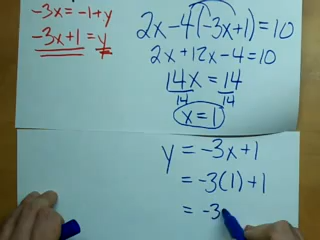 -3x = -1+y
-3x+1 = y
2x-4(-3x+1)=10
2x+12x-4=10
14x = 14
14 14
x=1
y = -3x+1
= -3(1)+1
= -3